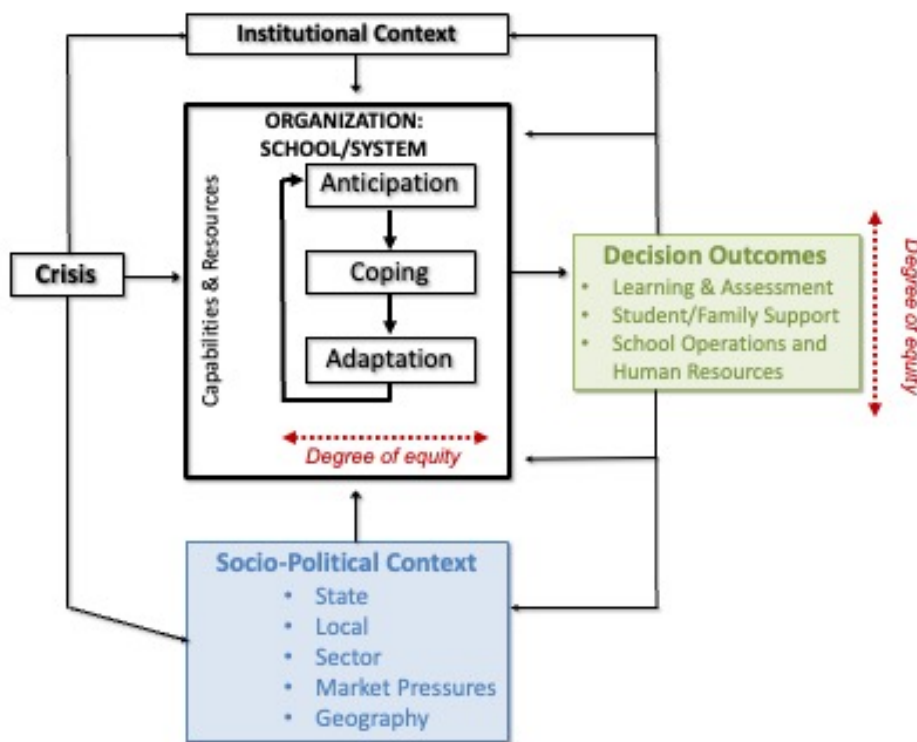 Institutional Context
ORGANIZATION:
SCHOOL/SYSTEM
Capabilities & Resources
Anticipation
Coping
Adaptation
Degree of equity
Crisis
Decision Outcomes
• Learning & Assessment
• Student/Family Support
• School Operations and
Human Resources
Degree of equity
Socio-Political Context
• State
• Local
• Sector
• Market Pressures
• Geography